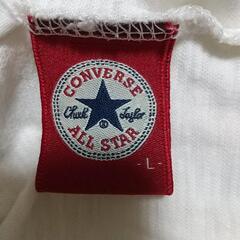 CONVERSE
Chuck Taylor
ALL STAR
- L -